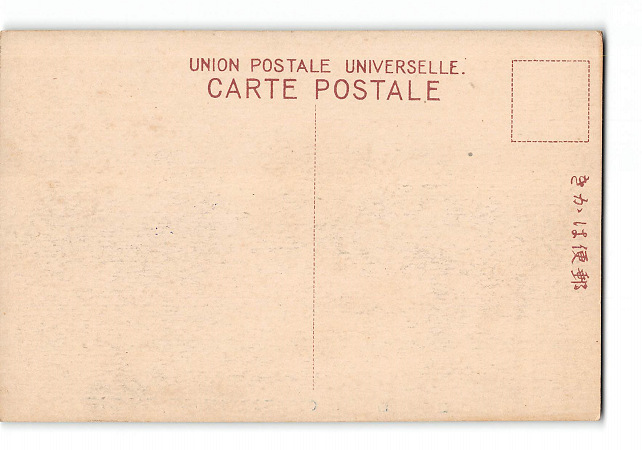 UNION POSTALE UNIVERSELLE.
CARTE POSTALE
郵便はかき